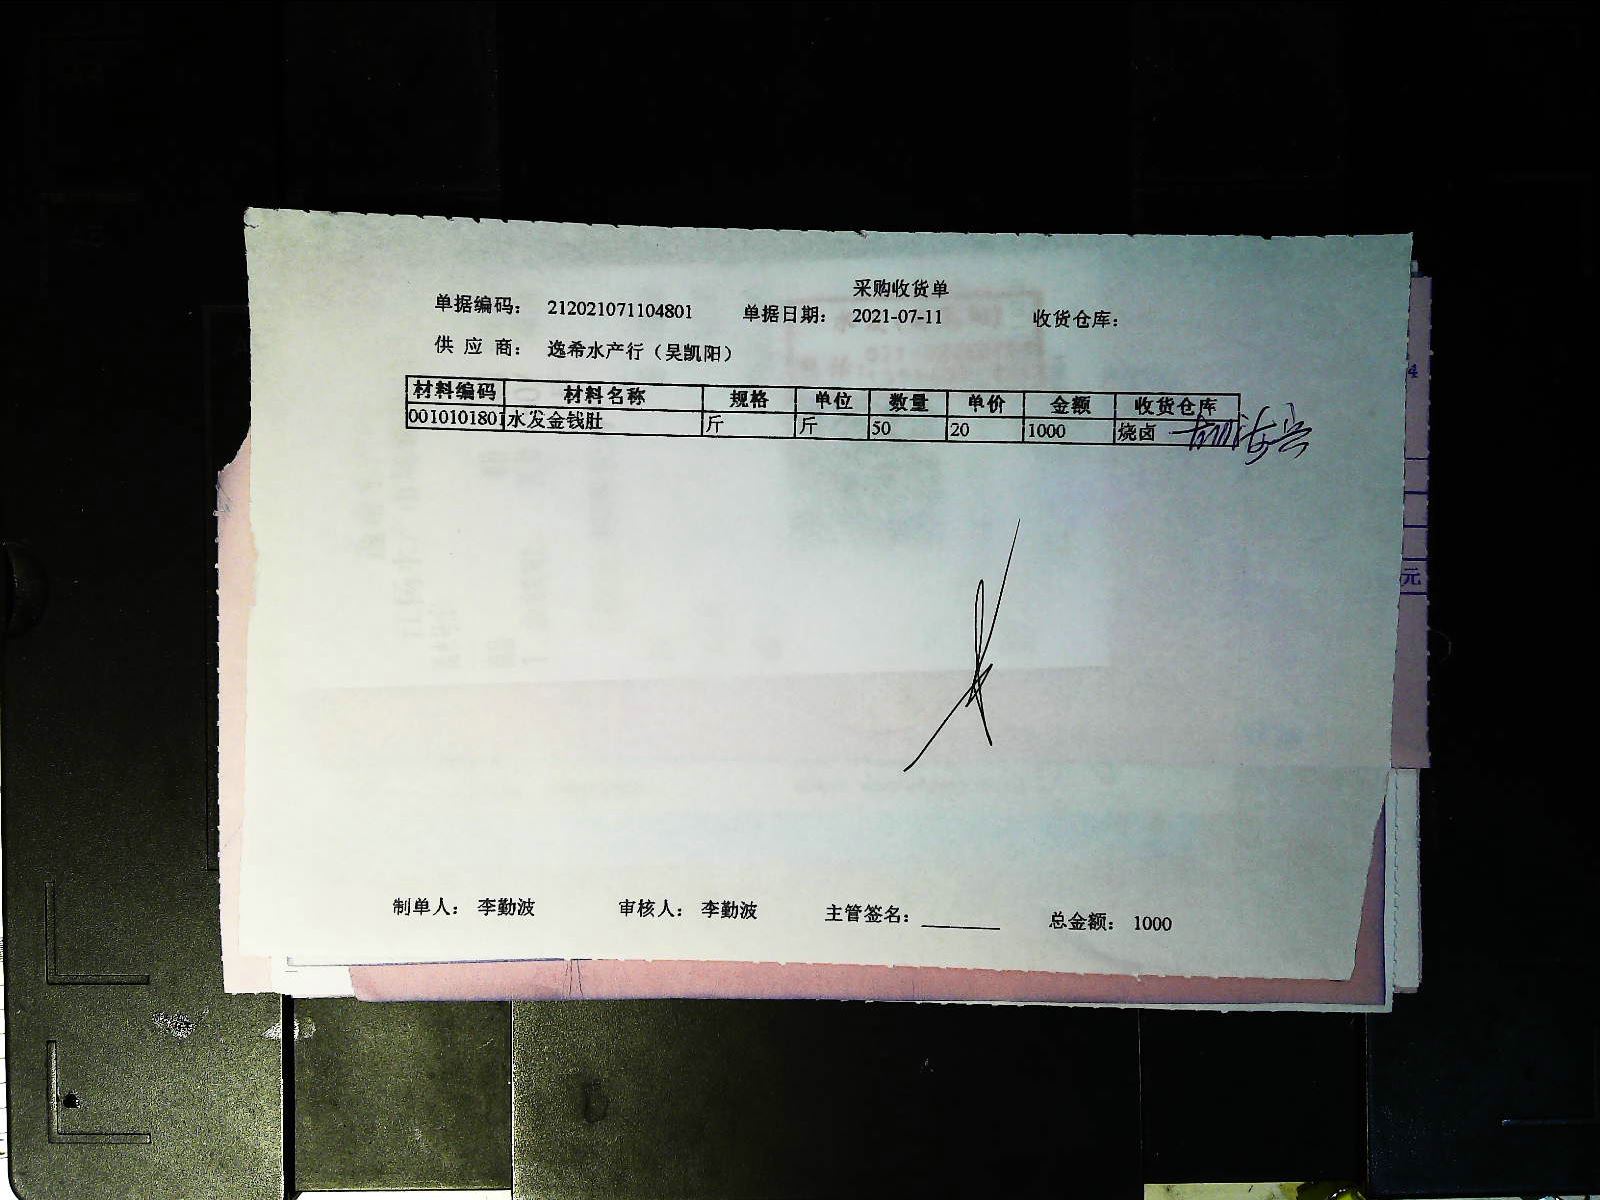 采购收货单
单据编码： 212021071104801 单据日期： 2021-07-11 收货仓库：
供 应 商： 逸希水产行（吴凯阳）
材料编码 材料名称 规格 单位 数量 单价 金额 收货仓库
0010101801 水发金钱肚 斤 斤 50 20 1000 烧卤
元
制单人： 李勤波 审核人： 李勤波 主管签名： 总金额： 1000